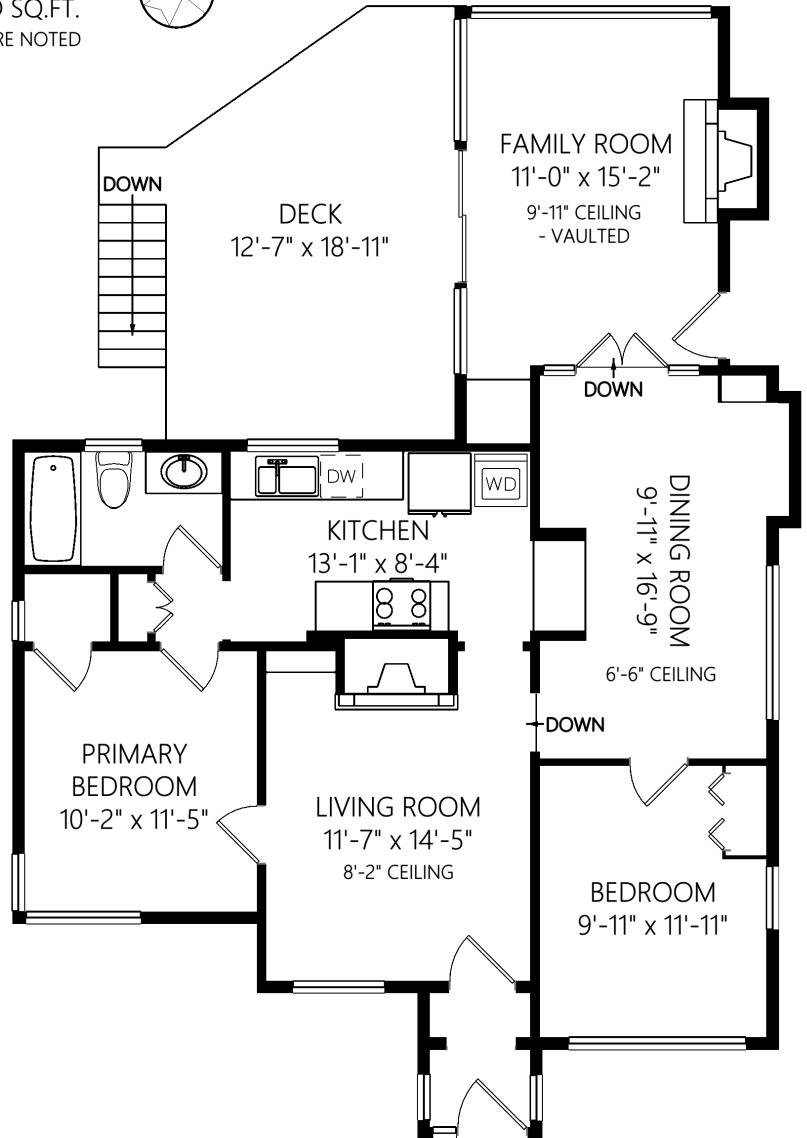 SQ.FT.
NOTED
FAMILY ROOM
11'-0" x 15'-2"
9'-11" CEILING
- VAULTED
DOWN
DECK
12'-7" x 18'-11"
DOWN
DW
WD
KITCHEN
13'-1" x 8'-4"
DINING ROOM
9'-11" x 16'-9"
6'-6" CEILING
DOWN
PRIMARY
BEDROOM
10'-2" x 11'-5"
LIVING ROOM
11'-7" x 14'-5"
8'-2" CEILING
BEDROOM
9'-11" x 11'-11"